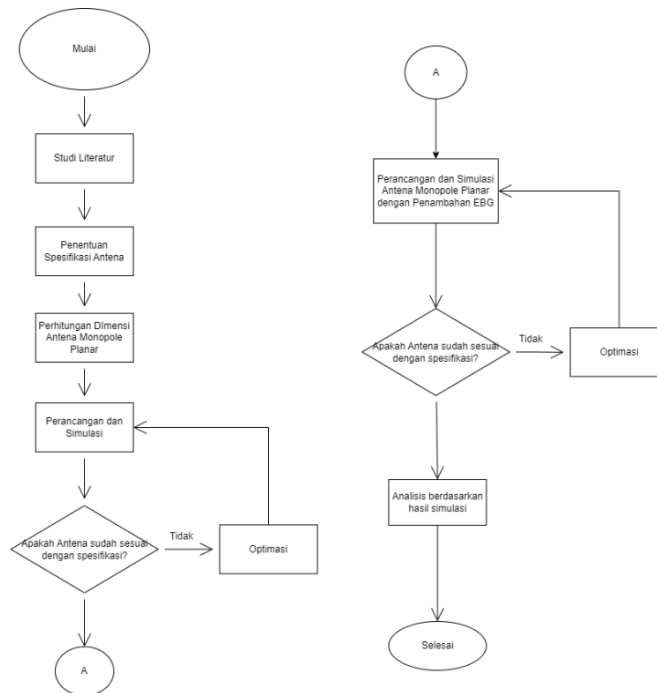 Mulai
Studi Literatur
Penentuan
Spesifikasi Antena
Perhitungan DImensi
Antena Monopole
Planar
Perancangan dan
Simulasi
Apakah Antena sudah sesuai
dengan spesifikasi?
Tidak
Optimasi
A
A
Perancangan dan Simulasi
Antena Monopole Planar
dengan Penambahan EBG
Apakah Antena sudah sesuai
dengan spesifikasi?
Tidak
Optimasi
Analisis berdasarkan
hasil simulasi
Selesai